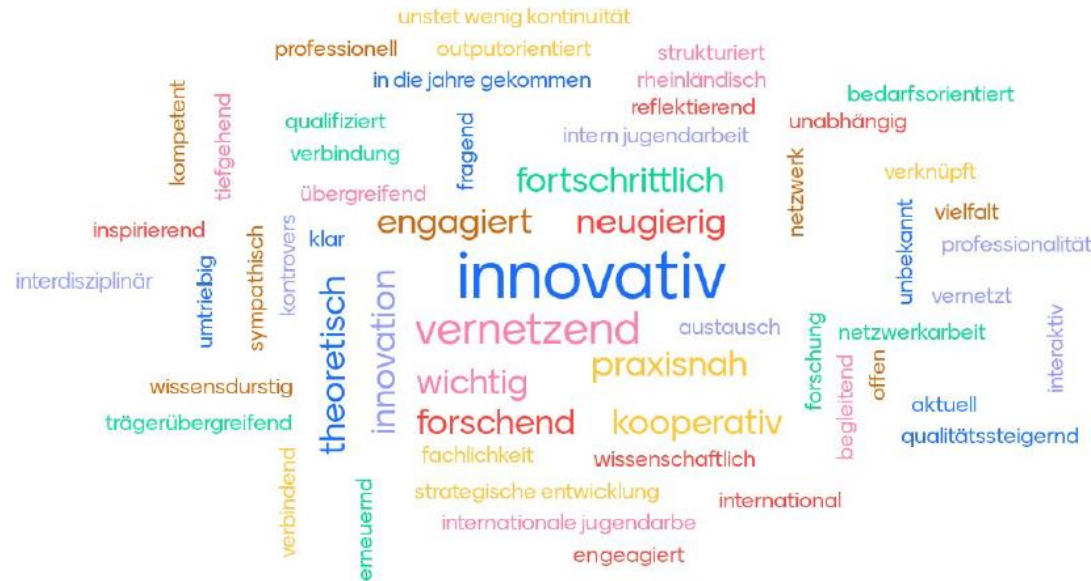 unstet wenig kontinuität
professionell
outputorientiert
strukturiert
in die jahre gekommen
rheinländisch
kompetent
tiefgehend
reflektierend
bedarfsorientiert
qualifiziert
fragend
intern jugendarbeit
unabhängig
verbindung
netzwerk
fortschrittlich
verknüpft
übergreifend
engagiert
neugierig
unbekannt
vielfalt
inspirierend
sympathisch
kontrovers
klar
professionalität
interdisziplinär
umtriebig
theoretisch
innovation
innovativ
vernetzt
vernetzend
austausch
forschung
netzwerkarbeit
interaktiv
praxisnah
begleitend
offen
wissensdurstig
wichtig
aktuell
trägerübergreifend
forschend
kooperativ
qualitätssteigernd
fachlichkeit
wissenschaftlich
verbindend
erneuernd
strategische entwicklung
international
internationale jugendarbe
engeagiert